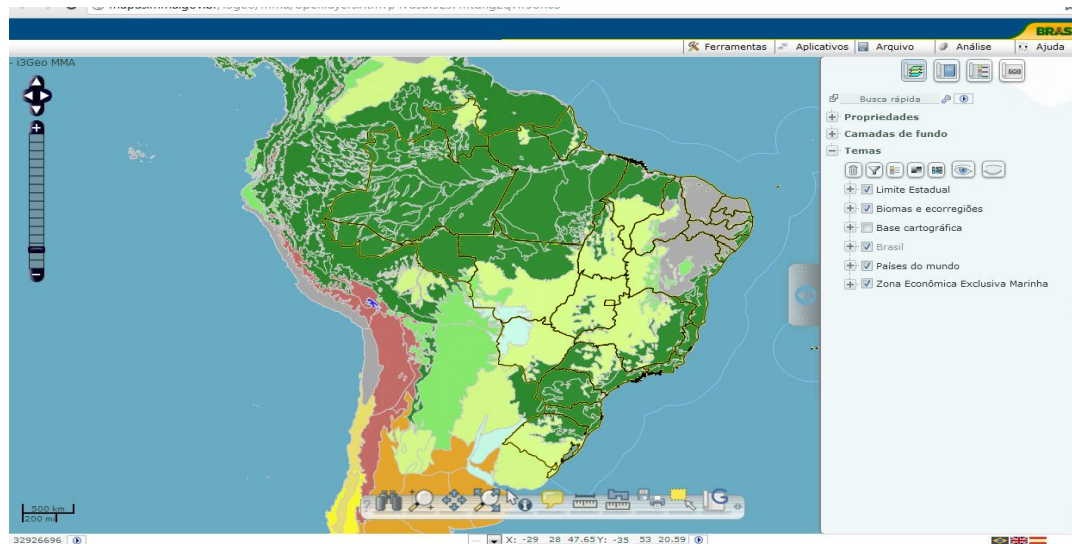 BRAS
Ferramentas Aplicativos Arquivo Análise Ajuda
- i3Geo MMA
Busca rápida
Propriedades
Camadas de fundo
Temas
Limite Estadual
Biomas e ecorregiões
Base cartográfica
Brasil
Países do mundo
Zona Econômica Exclusiva Marinha
500 km
200 mi
32926696
X: -29 28 47.65 Y: -35 53 20.59